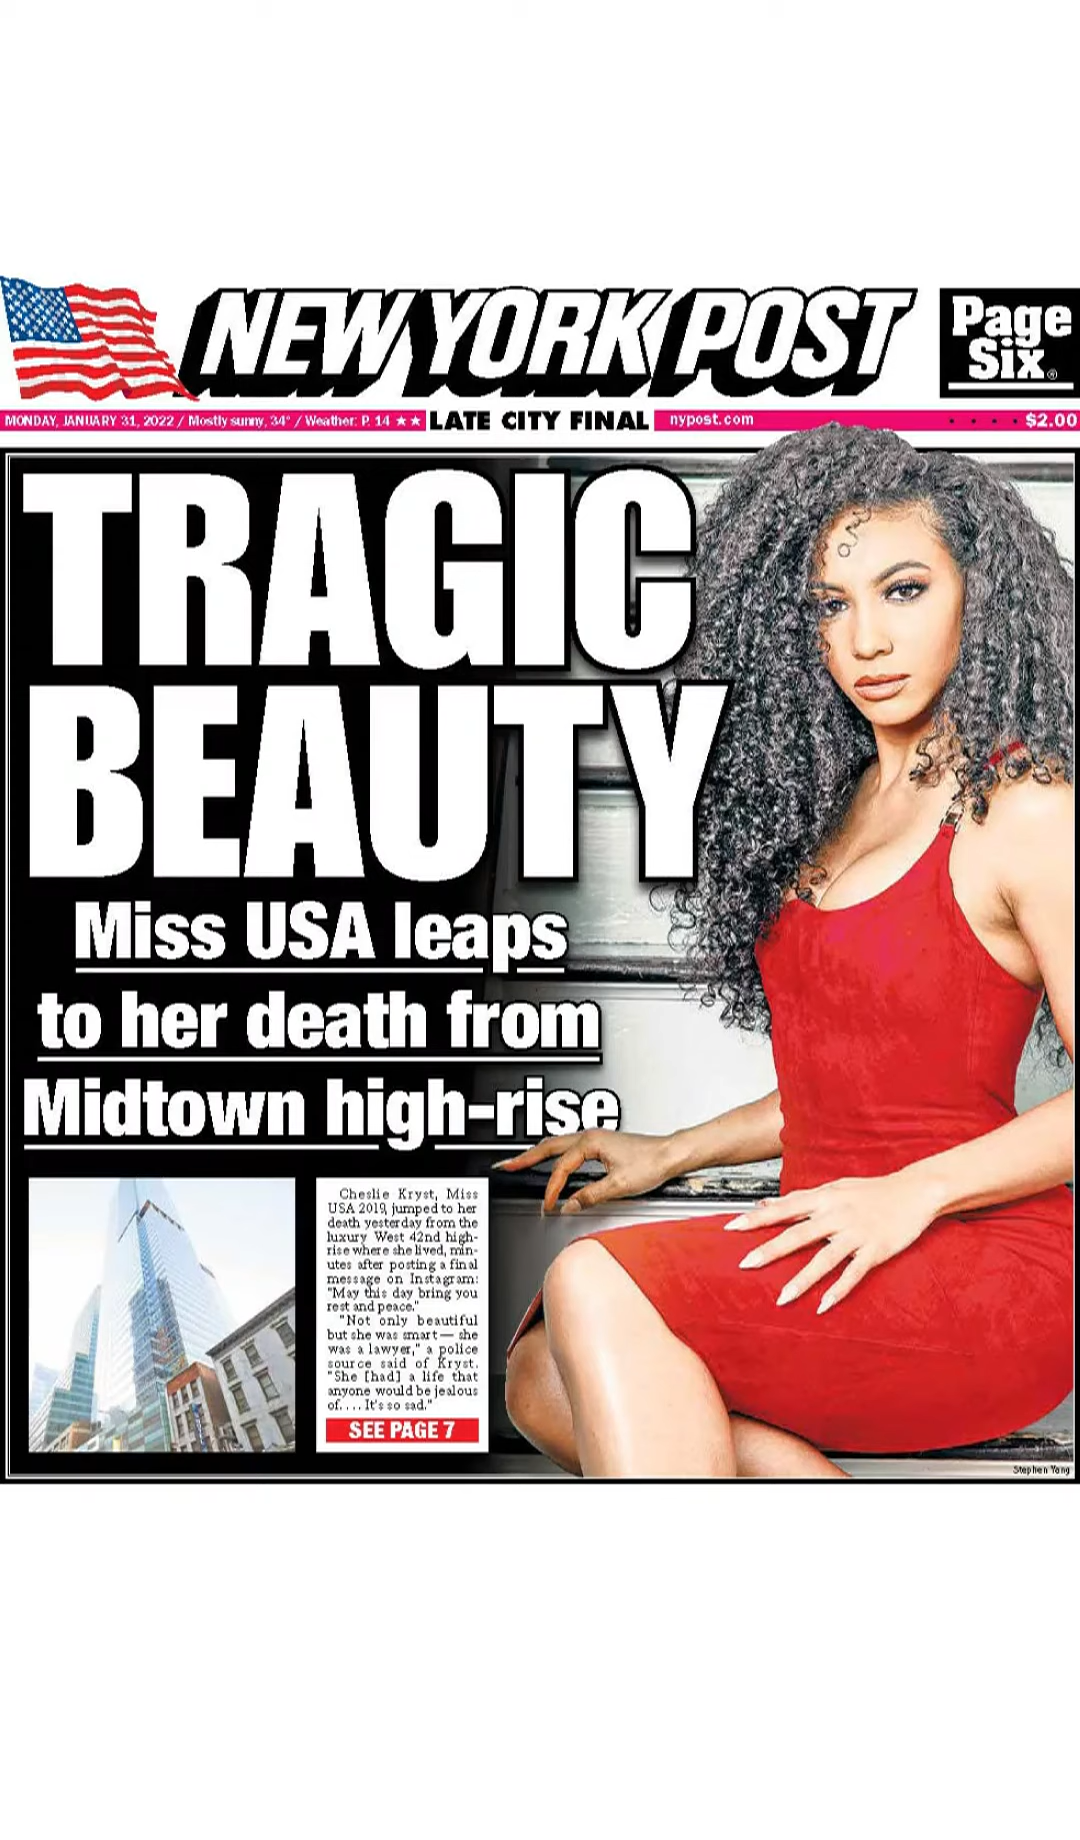 NEW YORK POST
Page
Six®
MONDAY, JANUARY 31, 2022 / Mostly sunny, 34° / Weather: P. 14 ★★ LATE CITY FINAL nypost.com $2.00
TRAGIC
BEAUTY
Miss USA leaps
to her death from
Midtown high-rise
Cheslie Kryst, Miss
USA 2019, jumped to her
death yesterday from the
luxury West 42nd high-
rise where she lived, min-
utes after posting a final
message on Instagram:
"May this day bring you
rest and peace."
"Not only beautiful
but she was smart — she
was a lawyer," a police
source said of Kryst.
"She [had] a life that
anyone would be jealous
of. . . . It's so sad."
SEE PAGE 7
Stephen Yang